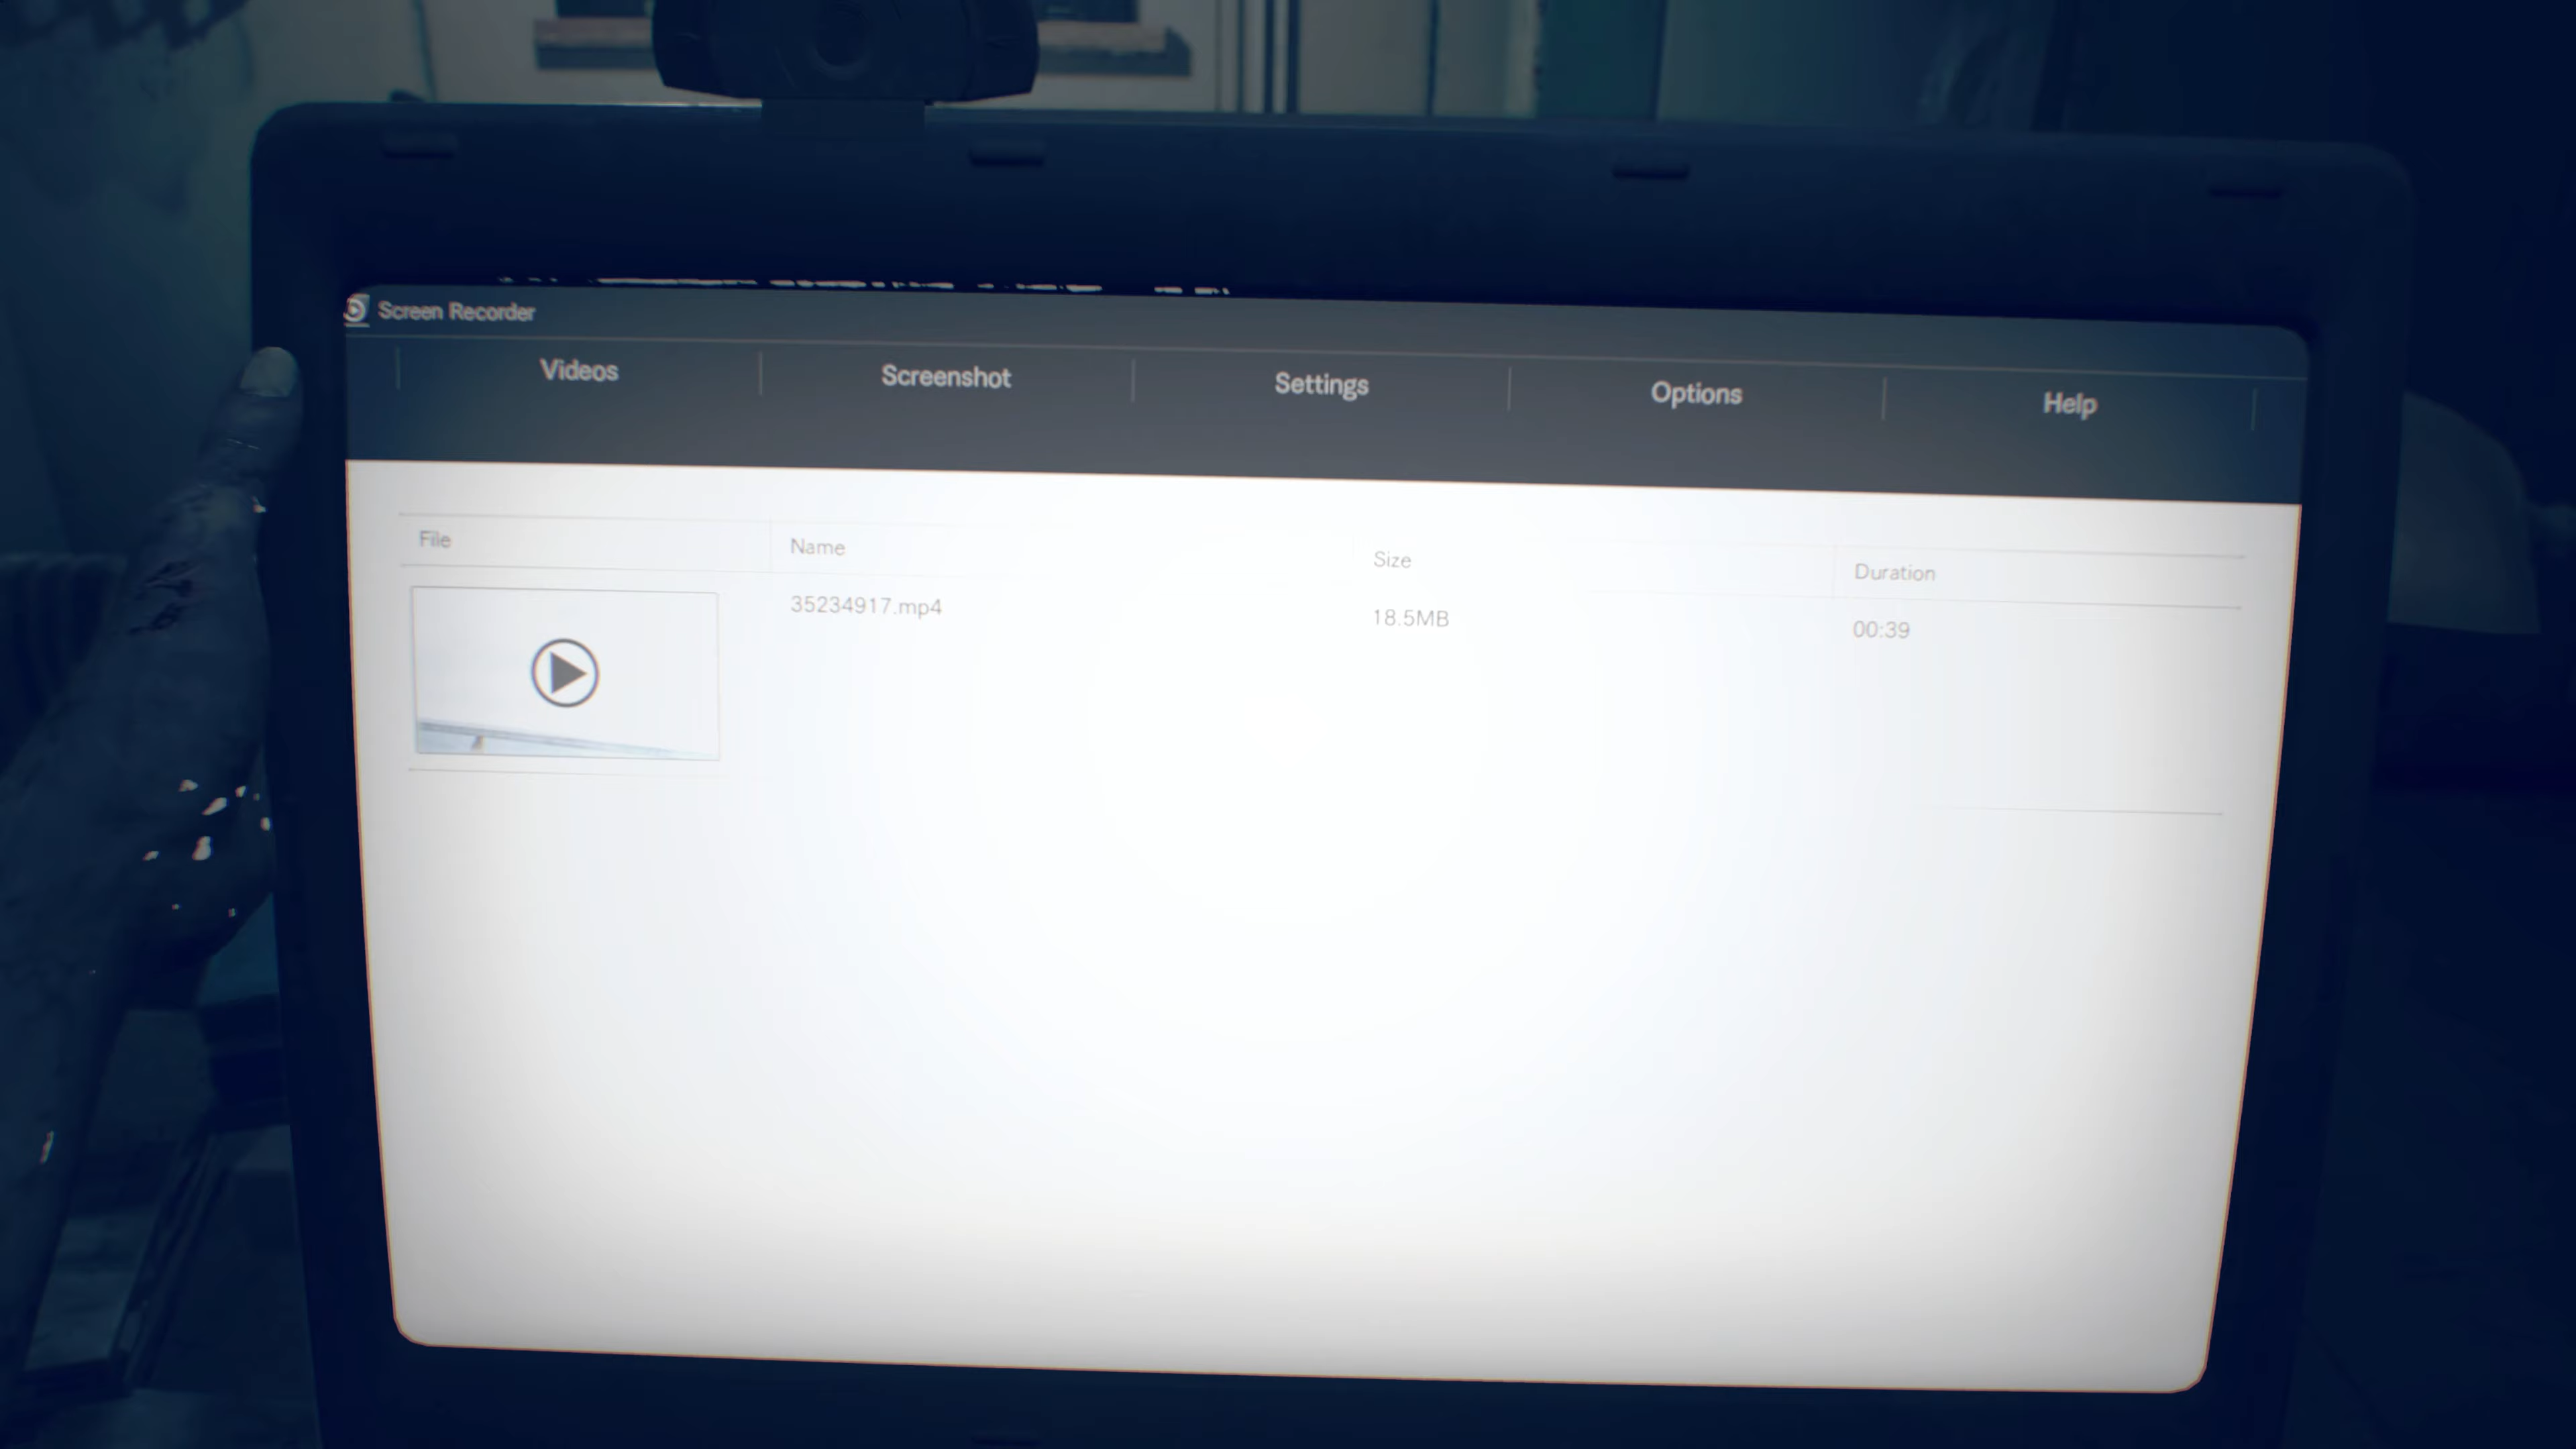 Screen Recorder
Videos Screenshot Settings Options Help
File Name Size Duration
35234917.mp4 18.5MB 00:39